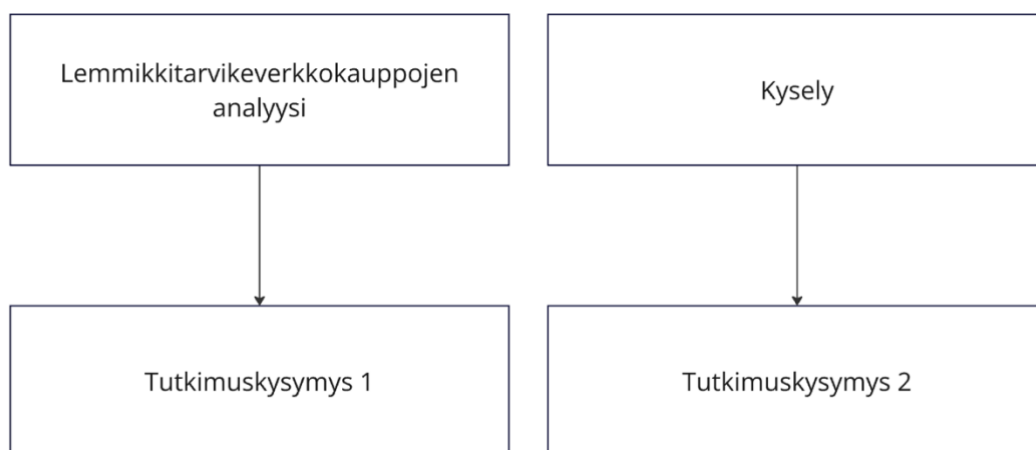 Lemmikkitarvikeverkkokauppojen
analyysi
Kysely
Tutkimuskysymys 1
Tutkimuskysymys 2